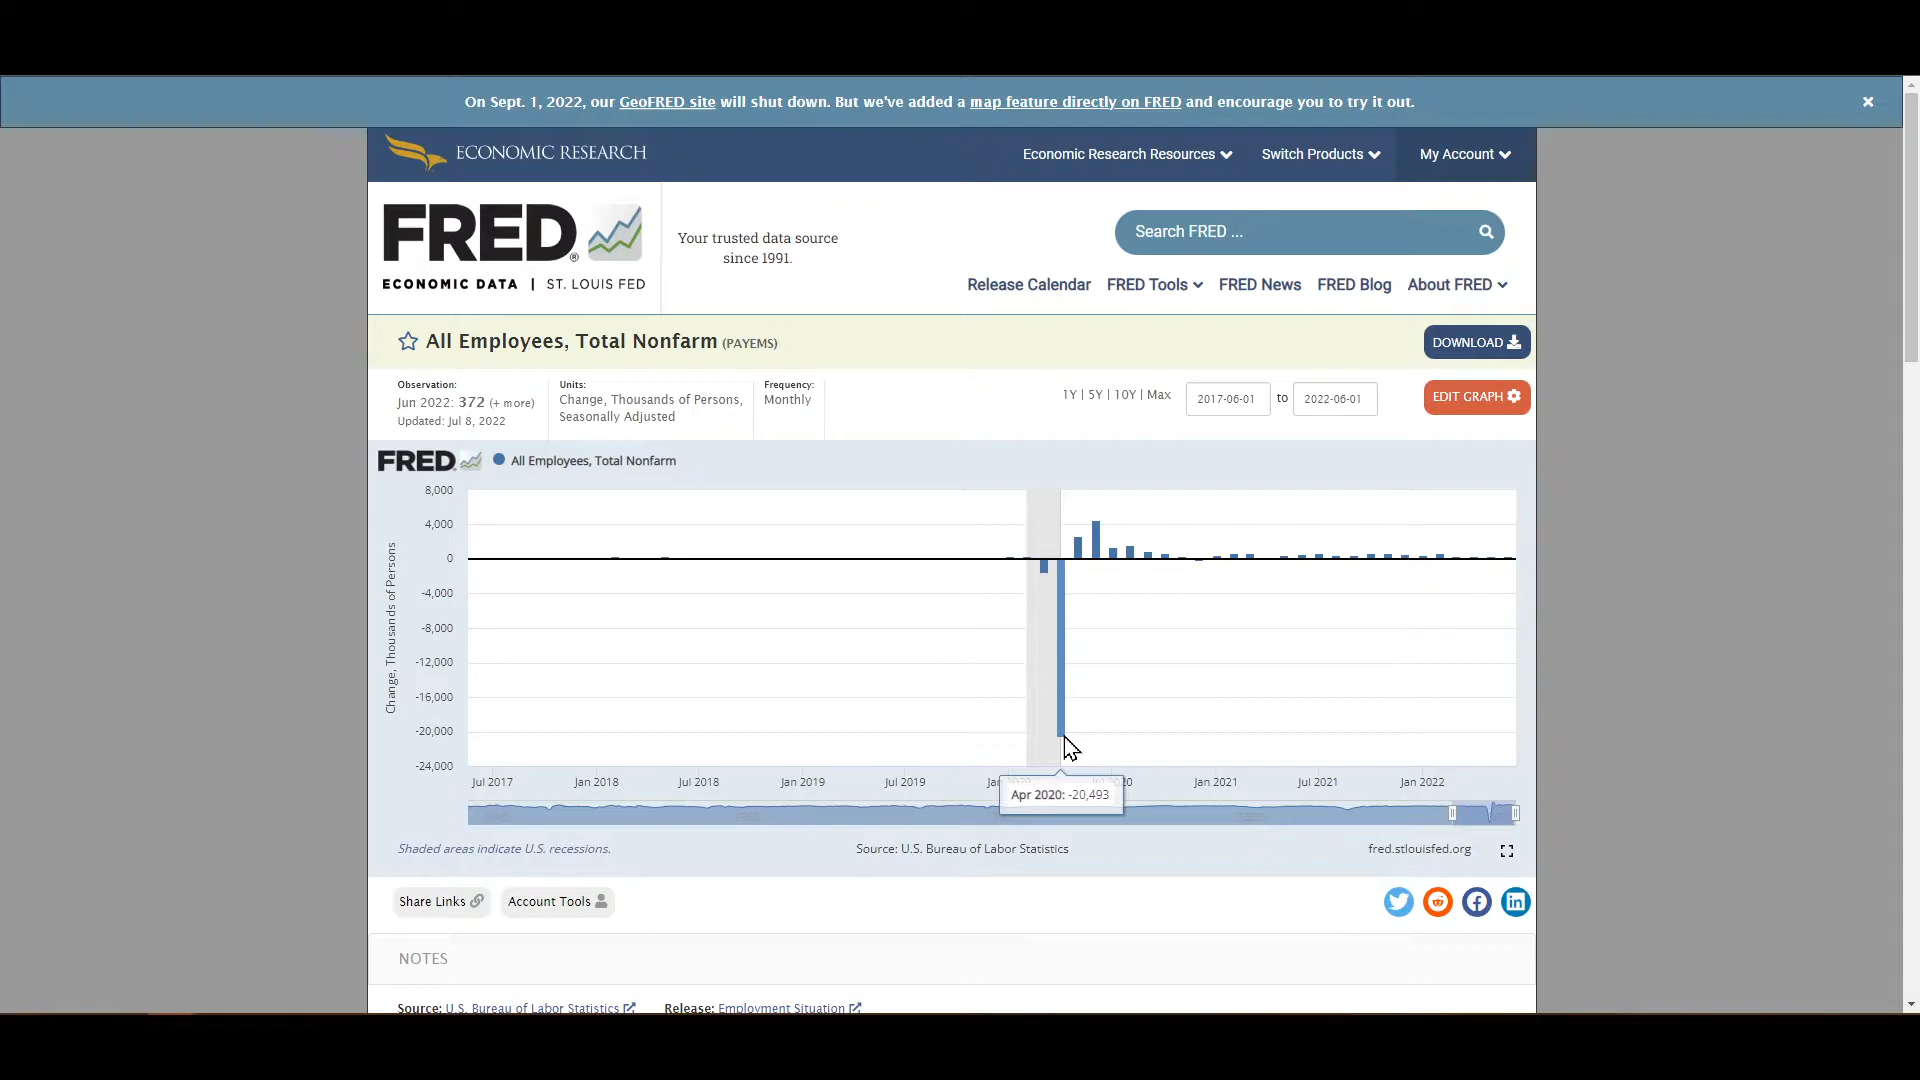 On Sept. 1, 2022, our GeoFRED site will shut down. But we've added a map feature directly on FRED and encourage you to try it out.
ECONOMIC RESEARCH
Economic Research Resources
Switch Products
My Account
FRED®
ECONOMIC DATA | ST. LOUIS FED
Your trusted data source
since 1991.
Search FRED ...
Release Calendar
FRED Tools
FRED News
FRED Blog
About FRED
All Employees, Total Nonfarm (PAYEMS)
DOWNLOAD
Observation:
Jun 2022: 372 (+ more)
Updated: Jul 8, 2022
Units:
Change, Thousands of Persons,
Seasonally Adjusted
Frequency:
Monthly
1Y | 5Y | 10Y | Max
2017-06-01 to 2022-06-01
EDIT GRAPH
FRED
All Employees, Total Nonfarm
Change, Thousands of Persons
8,000
4,000
0
-4,000
-8,000
-12,000
-16,000
-20,000
-24,000
Jul 2017
Jan 2018
Jul 2018
Jan 2019
Jul 2019
Jan 2021
Jul 2021
Jan 2022
Apr 2020: -20,493
Shaded areas indicate U.S. recessions.
Source: U.S. Bureau of Labor Statistics
fred.stlouisfed.org
Share Links
Account Tools
NOTES
Source: U.S. Bureau of Labor Statistics
Release: Employment Situation